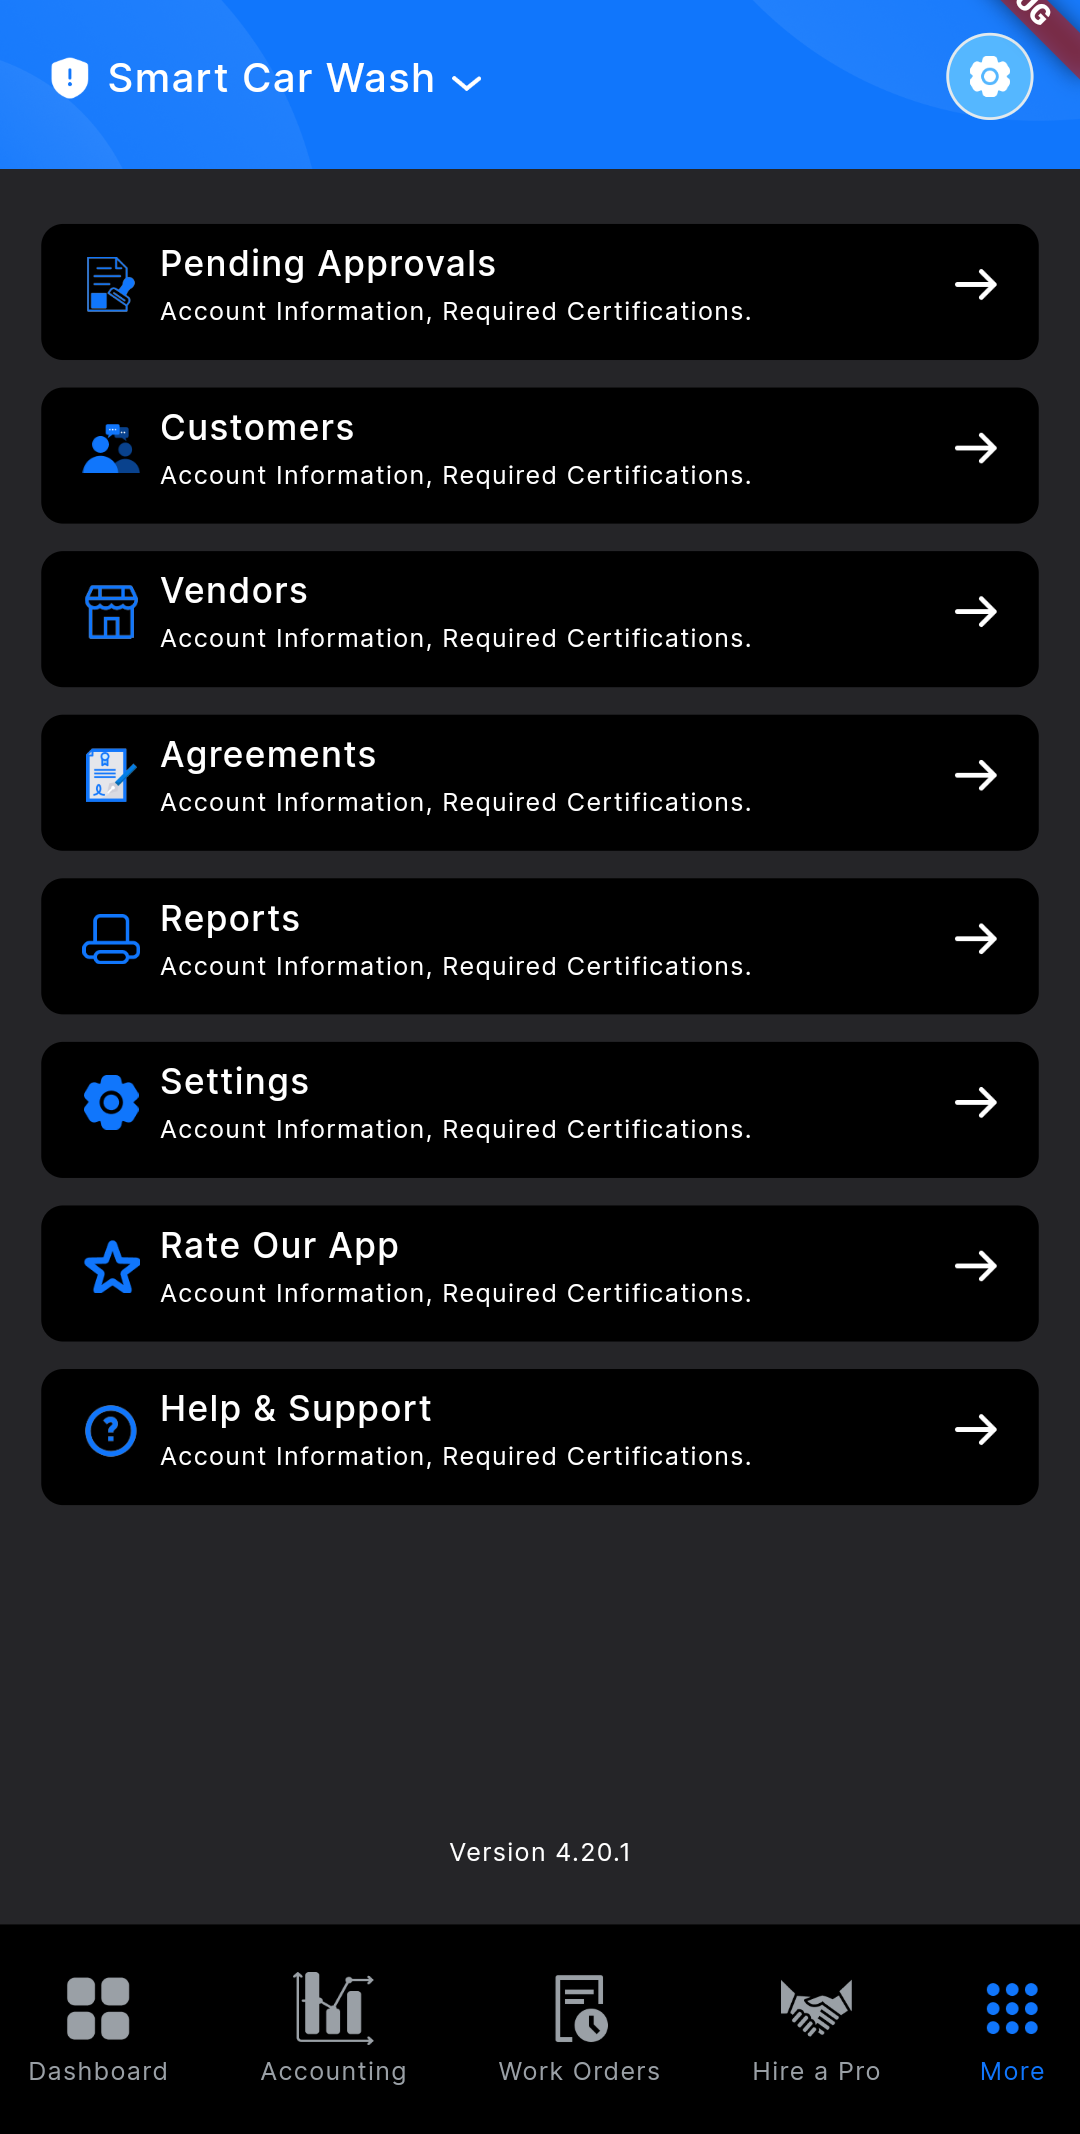 Smart Car Wash
UG
Pending Approvals
Account Information, Required Certifications.
Customers
Account Information, Required Certifications.
Vendors
Account Information, Required Certifications.
Agreements
Account Information, Required Certifications.
Reports
Account Information, Required Certifications.
Settings
Account Information, Required Certifications.
Rate Our App
Account Information, Required Certifications.
Help & Support
Account Information, Required Certifications.
Version 4.20.1
Dashboard
Accounting
Work Orders
Hire a Pro
More